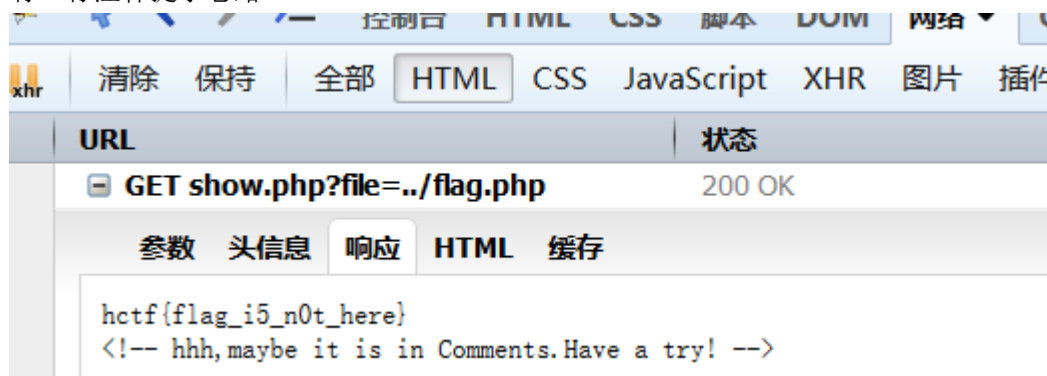 控制台 HTML CSS 脚本 DOM 网络
xhr 清除 保持 全部 HTML CSS JavaScript XHR 图片 插件
URL 状态
GET show.php?file=../flag.php 200 OK
参数 头信息 响应 HTML 缓存
hctf{flag_i5_n0t_here}
<!-- hhh,maybe it is in Comments.Have a try! -->